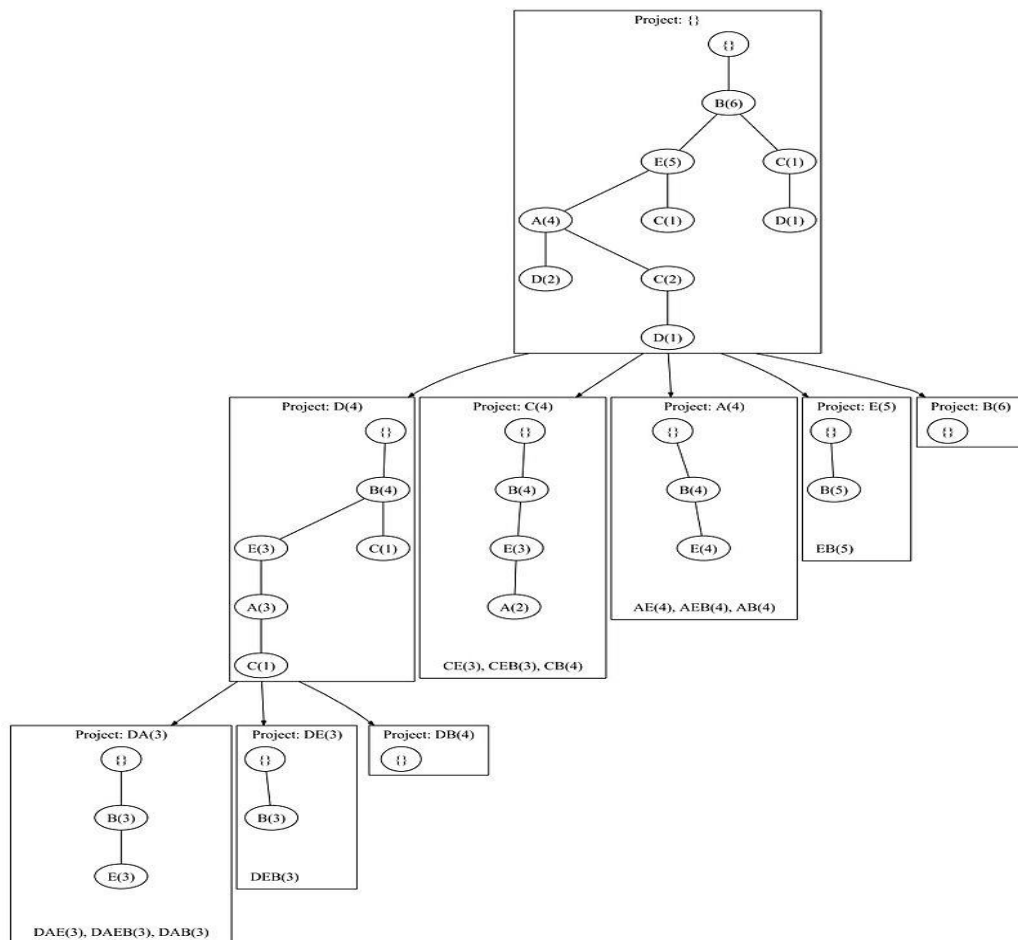 Project: {}
{}
B(6)
E(5)
C(1)
A(4)
C(1)
D(1)
D(2)
C(2)
D(1)
Project: D(4)
{}
B(4)
E(3)
C(1)
A(3)
C(1)
Project: C(4)
{}
B(4)
E(3)
A(2)
CE(3), CEB(3), CB(4)
Project: A(4)
{}
B(4)
E(4)
AE(4), AEB(4), AB(4)
Project: E(5)
{}
B(5)
EB(5)
Project: B(6)
{}
Project: DA(3)
{}
B(3)
E(3)
DAE(3), DAEB(3), DAB(3)
Project: DE(3)
{}
B(3)
DEB(3)
Project: DB(4)
{}